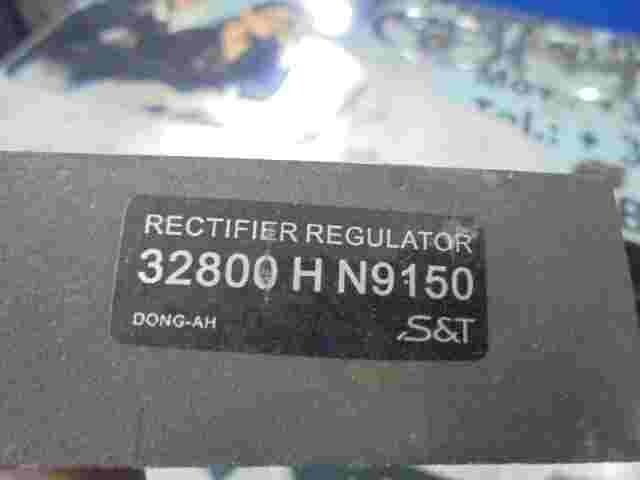 RECTIFIER REGULATOR
32800 H N9150
DONG-AH
S&T